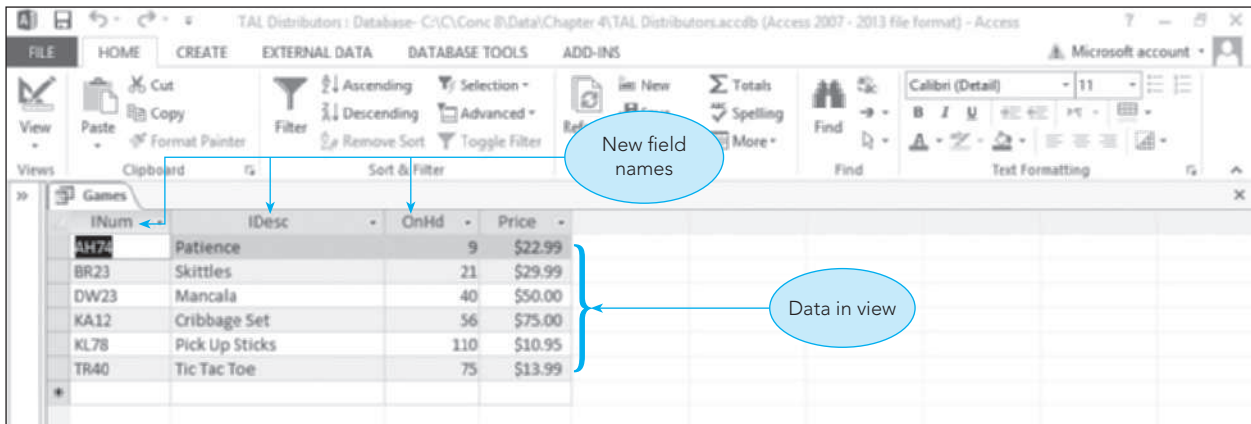 TAL Distributors : Database- C:\C\Conc 8\Data\Chapter 4\TAL Distributors.accdb (Access 2007 - 2013 file format) - Access
FILE HOME CREATE EXTERNAL DATA DATABASE TOOLS ADD-INS Microsoft account
View
Paste
Cut
Copy
Format Painter
Filter
Ascending
Descending
Remove Sort
Selection
Advanced
Toggle Filter
New
Totals
Spelling
More
Find
Calibri (Detail) 11
B I U
Views Clipboard Sort & Filter Find Text Formatting
New field
names
Games
INum IDesc OnHd Price
AH74 Patience 9 $22.99
BR23 Skittles 21 $29.99
DW23 Mancala 40 $50.00
KA12 Cribbage Set 56 $75.00
KL78 Pick Up Sticks 110 $10.95
TR40 Tic Tac Toe 75 $13.99
Data in view